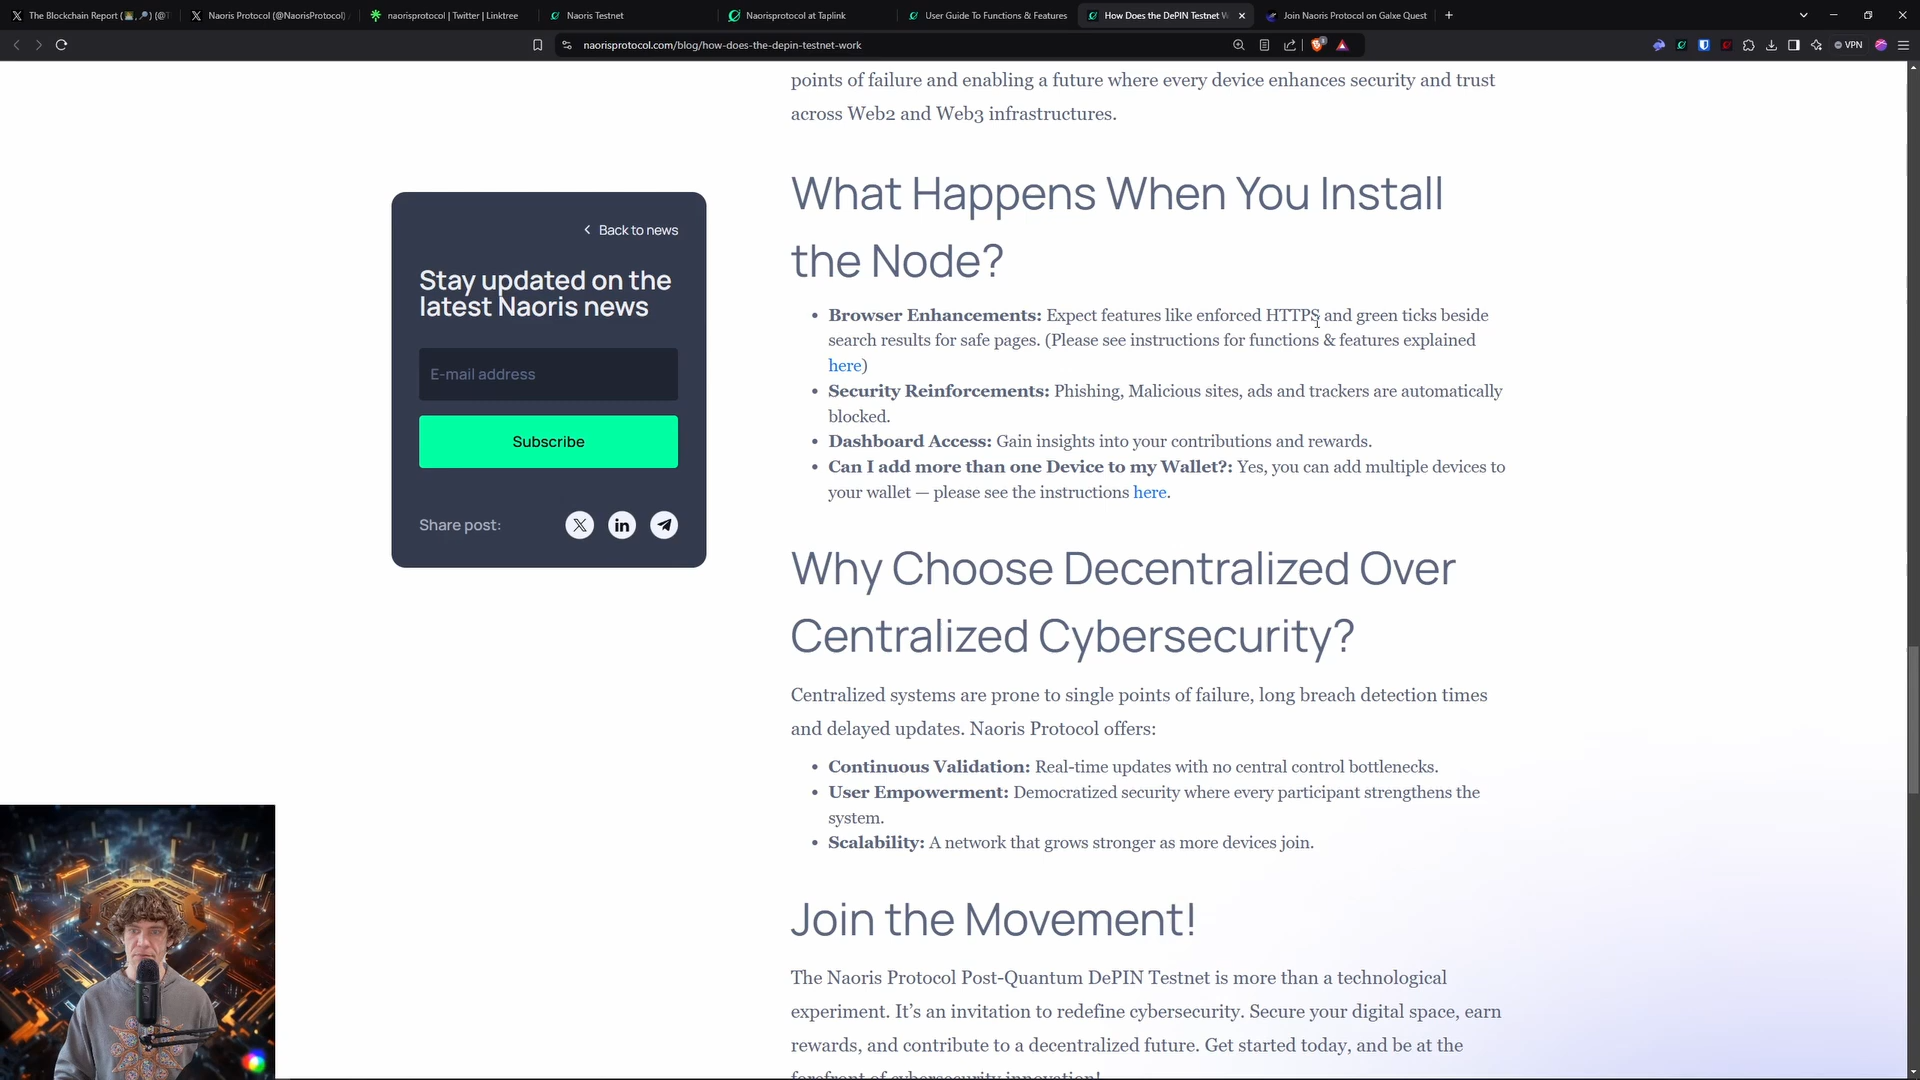 The Blockchain Report (
(@T
Naoris Protocol (@NaorisProtocol)
naorisprotocol | Twitter | Linktree
Naoris Testnet
Naorisprotocol at Taplink
User Guide To Functions & Features
How Does the DePIN Testnet W
Join Naoris Protocol on Galxe Quest
naorisprotocol.com/blog/how-does-the-depin-testnet-work
VPN
points of failure and enabling a future where every device enhances security and trust
across Web2 and Web3 infrastructures.
Back to news
Stay updated on the
latest Naoris news
E-mail address
Subscribe
Share post:
What Happens When You Install
the Node?
• Browser Enhancements: Expect features like enforced HTTPS and green ticks beside
search results for safe pages. (Please see instructions for functions & features explained
here)
• Security Reinforcements: Phishing, Malicious sites, ads and trackers are automatically
blocked.
• Dashboard Access: Gain insights into your contributions and rewards.
• Can I add more than one Device to my Wallet?: Yes, you can add multiple devices to
your wallet — please see the instructions here.
Why Choose Decentralized Over
Centralized Cybersecurity?
Centralized systems are prone to single points of failure, long breach detection times
and delayed updates. Naoris Protocol offers:
• Continuous Validation: Real-time updates with no central control bottlenecks.
• User Empowerment: Democratized security where every participant strengthens the
system.
• Scalability: A network that grows stronger as more devices join.
Join the Movement!
The Naoris Protocol Post-Quantum DePIN Testnet is more than a technological
experiment. It's an invitation to redefine cybersecurity. Secure your digital space, earn
rewards, and contribute to a decentralized future. Get started today, and be at the
forefront of cybersecurity innovation!